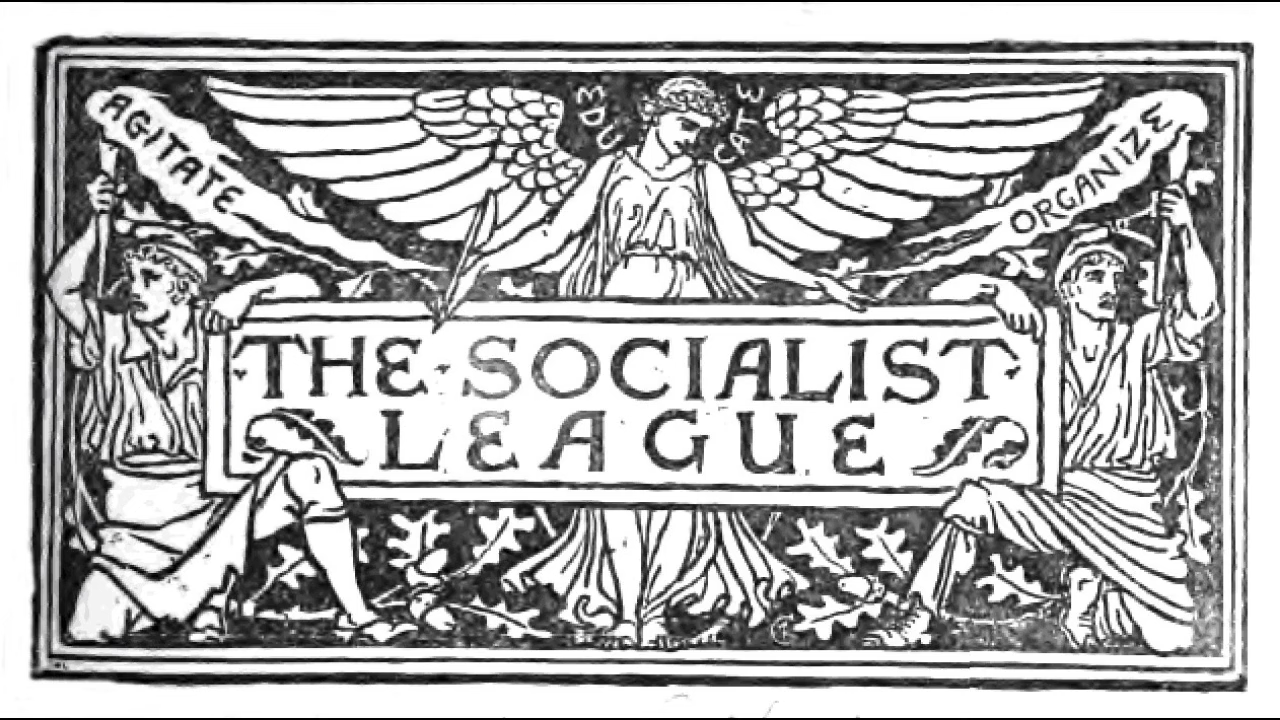 AGITATE
EDUCATE
ORGANIZE
THE SOCIALIST
LEAGUE